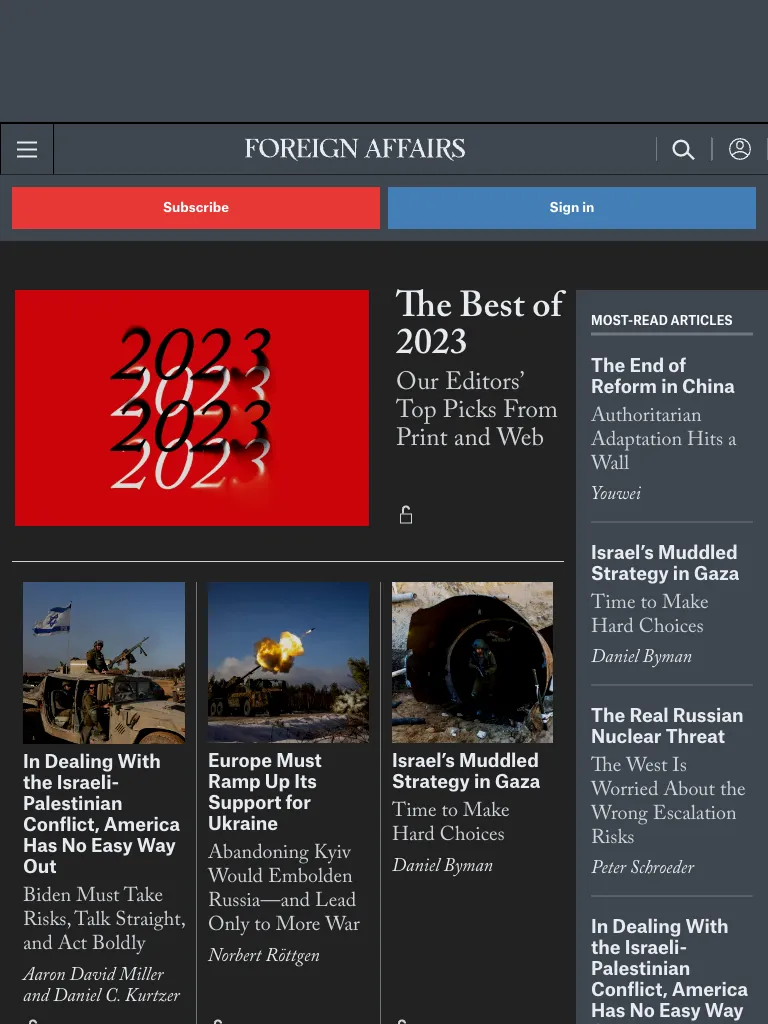 FOREIGN AFFAIRS
Subscribe
Sign in
2023
2023
2023
2023
The Best of
2023
Our Editors’
Top Picks From
Print and Web
In Dealing With
the Israeli-
Palestinian
Conflict, America
Has No Easy Way
Out
Biden Must Take
Risks, Talk Straight,
and Act Boldly
Aaron David Miller
and Daniel C. Kurtzer
Europe Must
Ramp Up Its
Support for
Ukraine
Abandoning Kyiv
Would Embolden
Russia—and Lead
Only to More War
Norbert Röttgen
Israel’s Muddled
Strategy in Gaza
Time to Make
Hard Choices
Daniel Byman
MOST-READ ARTICLES
The End of
Reform in China
Authoritarian
Adaptation Hits a
Wall
Youwei
Israel’s Muddled
Strategy in Gaza
Time to Make
Hard Choices
Daniel Byman
The Real Russian
Nuclear Threat
The West Is
Worried About the
Wrong Escalation
Risks
Peter Schroeder
In Dealing With
the Israeli-
Palestinian
Conflict, America
Has No Easy Way